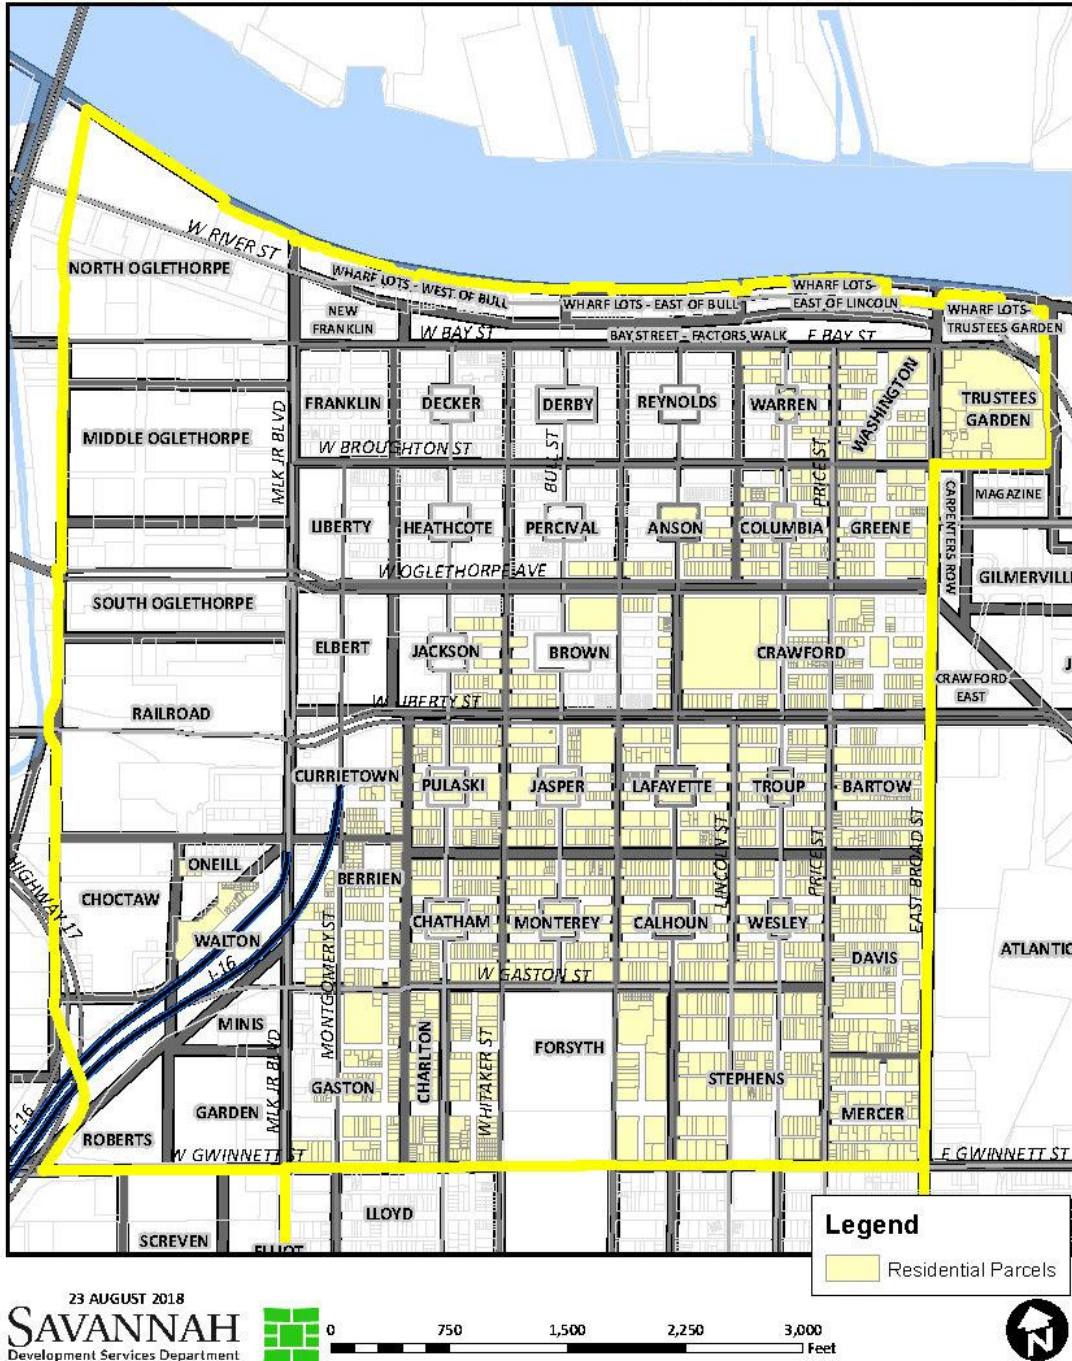 W RIVER ST
NORTH OGLETHORPE
WHARF LOTS - WEST OF BULL
WHARF LOTS-
EAST OF LINCOLN
WHARF LOTS - EAST OF BULL
WHARF LOTS-
TRUSTEES GARDEN
NEW
FRANKLIN
W BAY ST
BAY STREET - FACTORS WALK
E BAY ST
FRANKLIN
DECKER
DERBY
REYNOLDS
WARREN
WASHINGTON
TRUSTEES
GARDEN
MIDDLE OGLETHORPE
MLK JR BLVD
W BROUGHTON ST
BULL ST
PRICE ST
LIBERTY
HEATHCOTE
PERCIVAL
ANSON
COLUMBIA
GREENE
CARPENTERS ROW
MAGAZINE
W OGLETHORPE AVE
GILMERVILLE
SOUTH OGLETHORPE
ELBERT
JACKSON
BROWN
CRAWFORD
J
CRAWFORD
EAST
RAILROAD
W LIBERTY ST
CURRIETOWN
PULASKI
JASPER
LAFAYETTE
TROUP
BARTOW
LINCOLN ST
PRICE ST
EAST BROAD ST
ONEILL
BERRIEN
HIGHWAY 17
CHOCTAW
WALTON
I-16
CHATHAM
MONTEREY
CALHOUN
WESLEY
ATLANTIC
DAVIS
MONTGOMERY ST
W GASTON ST
MINIS
CHARLTON
WHITAKER ST
FORSYTH
STEPHENS
GASTON
GARDEN
MLK JR BLVD
MERCER
I-16
ROBERTS
W GWINNETT ST
E GWINNETT ST
LLOYD
SCREVEN
ELLIOT
Legend
Residential Parcels
23 AUGUST 2018
SAVANNAH
Development Services Department
0 750 1,500 2,250 3,000
Feet
N